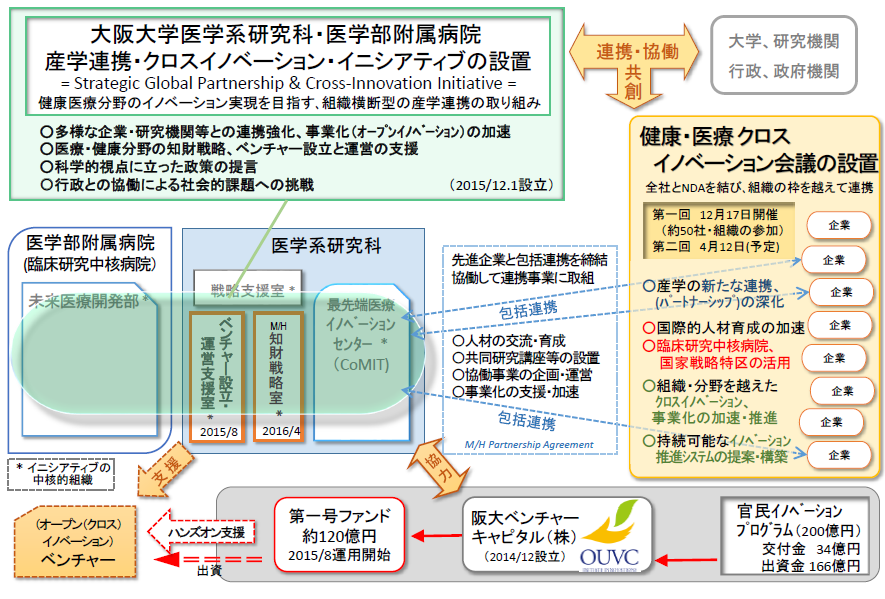 大阪大学医学系研究科・医学部附属病院
産学連携・クロスイノベーション・イニシアティブの設置
= Strategic Global Partnership & Cross-Innovation Initiative =
健康医療分野のイノベーション実現を目指す、組織横断型の産学連携の取り組み
○多様な企業・研究機関等との連携強化、事業化(オープンイノベーション)の加速
○医療・健康分野の知財戦略、ベンチャー設立と運営の支援
○科学的視点に立った政策の提言
○行政との協働による社会的課題への挑戦
(2015/12.1設立)
連携・協働
共創
大学、研究機関
行政、政府機関
健康・医療 クロス
イノベーション会議の設置
全社とNDAを結び、組織の枠を越えて連携
第一回 12月17日開催
(約50社・組織の参加)
第二回 4月12日(予定)
○産学の新たな連携、
(パートナーシップ)の深化
○国際的人材育成の加速
○臨床研究中核病院、
国家戦略特区の活用
○組織・分野を超えた
クロスイノベーション、
事業化の加速・推進
○持続可能なイノベーション
推進システムの提案・構築
企業
企業
企業
企業
企業
企業
企業
企業
医学部附属病院
(臨床研究中核病院)
未来医療開発部 *
医学系研究科
戦略支援室 *
ベンチャー設立・
運営支援室 *
2015/8
M/H
知財戦略室 *
2016/4
最先端医療
イノベーション
センター *
(CoMIT)
先進企業と包括連携を締結
協働して連携事業に取組
包括連携
○人材の交流・育成
○共同研究講座等の設置
○協働事業の企画・運営
○事業化の支援・加速
包括連携
M/H Partnership Agreement
* イニシアティブの
中核的組織
支援
協力
(オープン(クロス)
イノベーション)
ベンチャー
ハンズオン支援
出資
第一号ファンド
約120億円
2015/8運用開始
阪大ベンチャー
キャピタル(株)
(2014/12設立)
OUVC
官民イノベーション
プログラム(200億円)
交付金 34億円
出資金 166億円